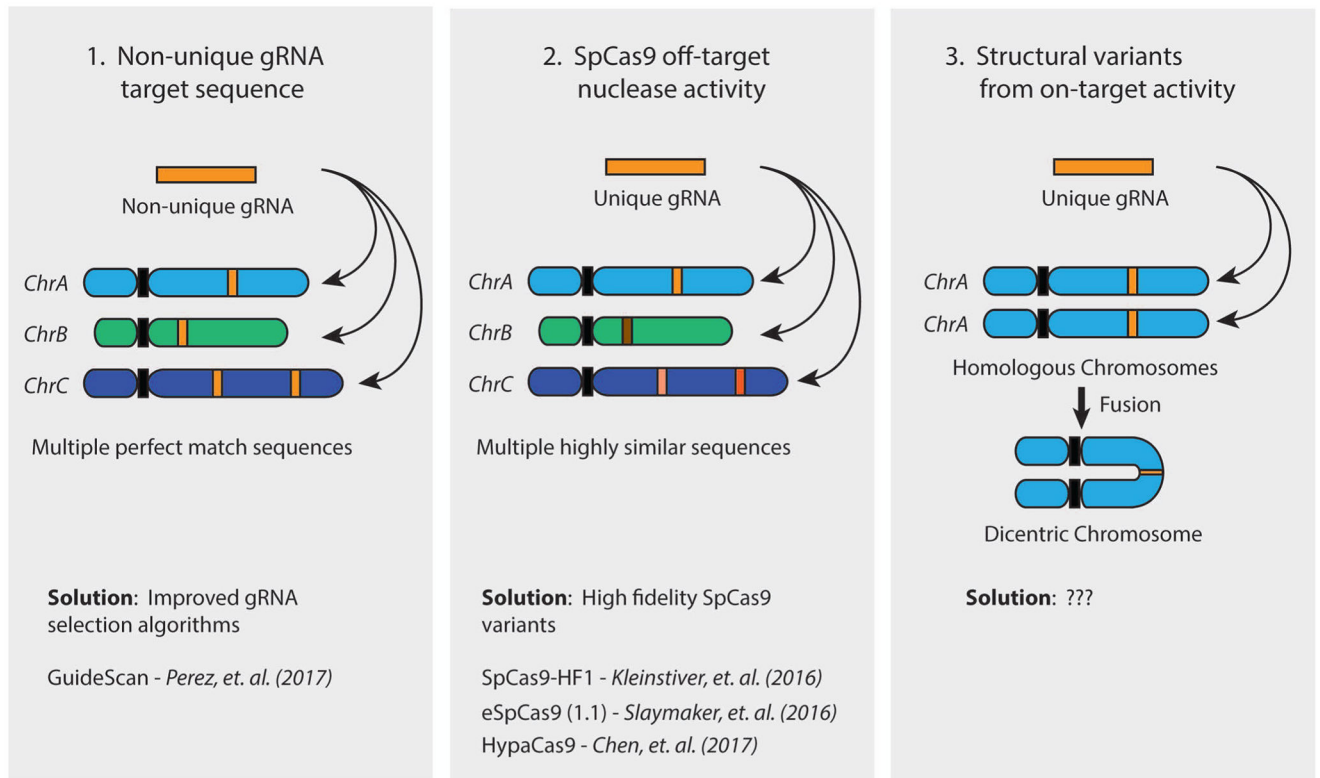 1. Non-unique gRNA
target sequence
Non-unique gRNA
ChrA
ChrB
ChrC
Multiple perfect match sequences
Solution: Improved gRNA
selection algorithms
GuideScan - Perez, et. al. (2017)
2. SpCas9 off-target
nuclease activity
Unique gRNA
ChrA
ChrB
ChrC
Multiple highly similar sequences
Solution: High fidelity SpCas9
variants
SpCas9-HF1 - Kleinstiver, et. al. (2016)
eSpCas9 (1.1) - Slaymaker, et. al. (2016)
HypaCas9 - Chen, et. al. (2017)
3. Structural variants
from on-target activity
Unique gRNA
ChrA
ChrA
Homologous Chromosomes
Fusion
Dicentric Chromosome
Solution: ???